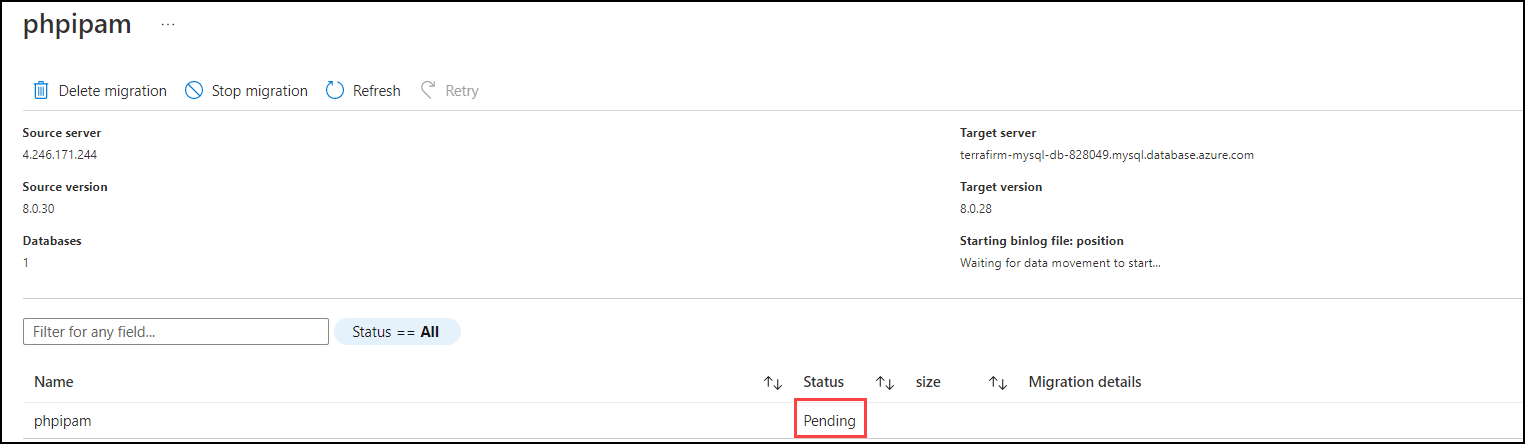 phpipam ...
Delete migration Stop migration Refresh Retry
Source server Target server
4.246.171.244 terrafirm-mysql-db-828049.mysql.database.azure.com
Source version Target version
8.0.30 8.0.28
Databases Starting binlog file: position
1 Waiting for data movement to start...
Filter for any field... Status == All
Name Status size Migration details
phpipam Pending